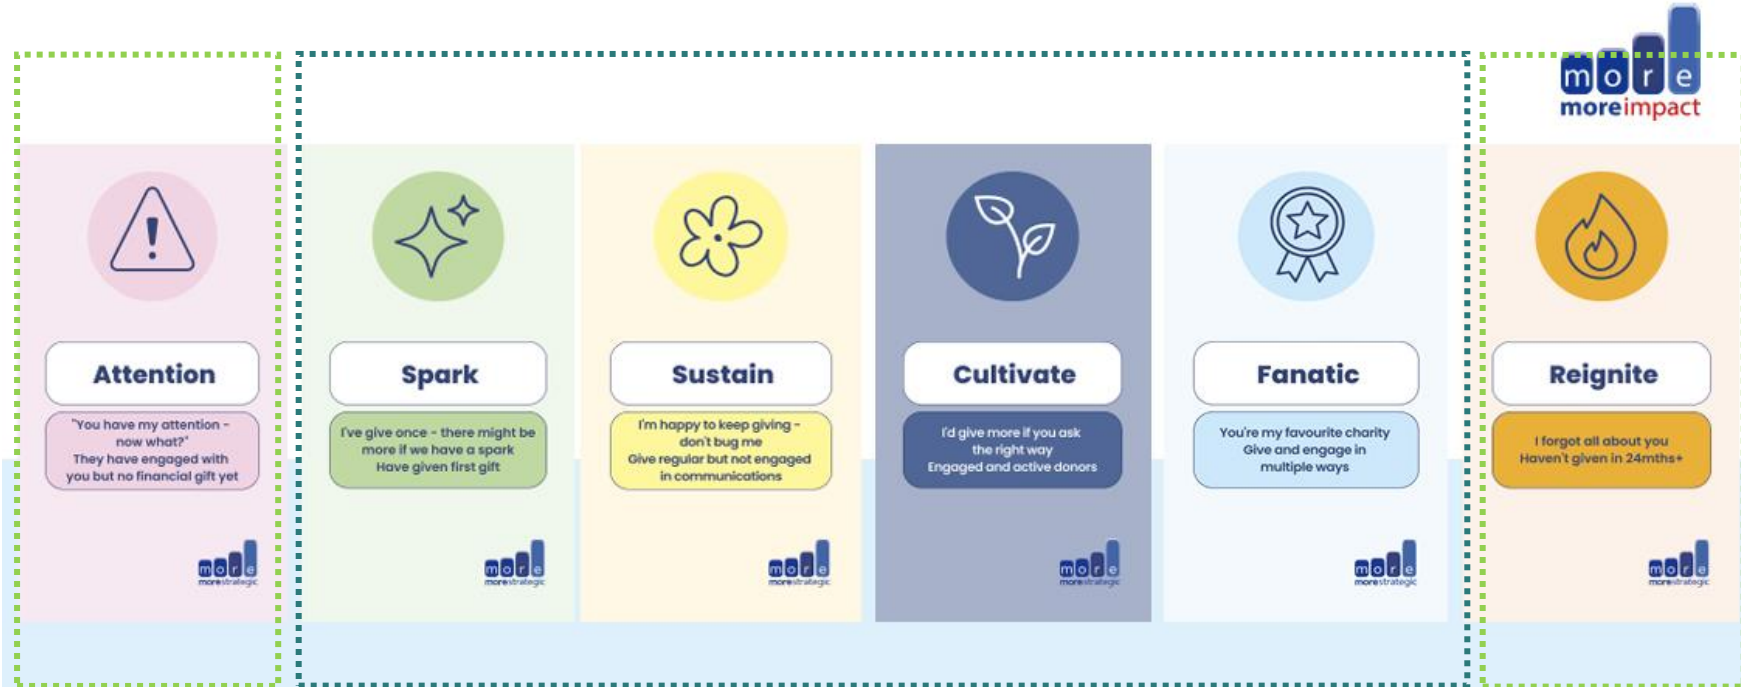 more
moreimpact
Attention
"You have my attention -
now what?"
They have engaged with
you but no financial gift yet
more
morestrategic
Spark
I've give once - there might be
more if we have a spark
Have given first gift
more
morestrategic
Sustain
I'm happy to keep giving -
don't bug me
Give regular but not engaged
in communications
more
morestrategic
Cultivate
I'd give more if you ask
the right way
Engaged and active donors
more
morestrategic
Fanatic
You're my favourite charity
Give and engage in
multiple ways
more
morestrategic
Reignite
I forgot all about you
Haven't given in 24mths+
more
morestrategic